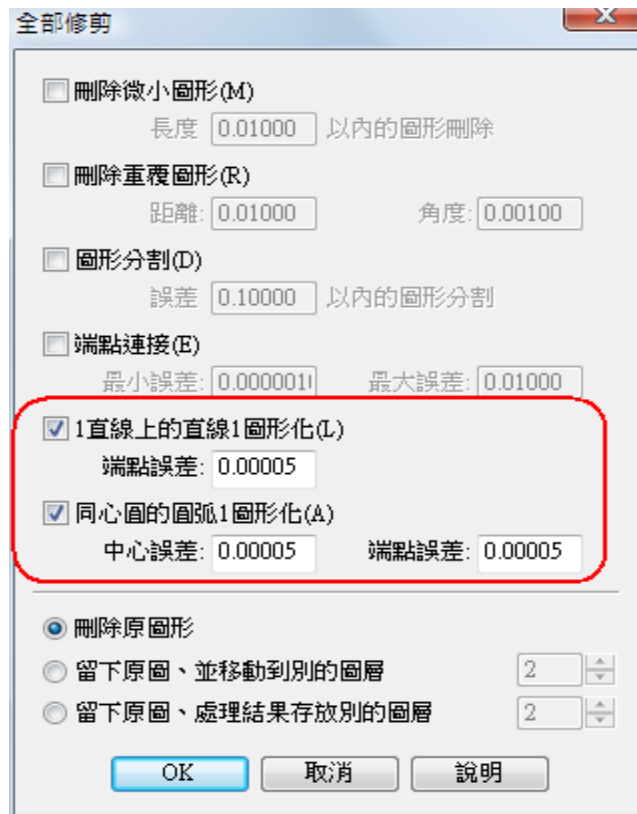 全部修剪
刪除微小圖形(M)
長度 0.01000 以內的圖形刪除
刪除重覆圖形(R)
距離: 0.01000 角度: 0.00100
圖形分割(D)
誤差 0.10000 以內的圖形分割
端點連接(E)
最小誤差: 0.000001 最大誤差: 0.01000
1直線上的直線1圖形化(L)
端點誤差: 0.00005
同心圓的圓弧1圖形化(A)
中心誤差: 0.00005 端點誤差: 0.00005
刪除原圖形
留下原圖、並移動到別的圖層 2
留下原圖、處理結果存放別的圖層 2
OK 取消 說明